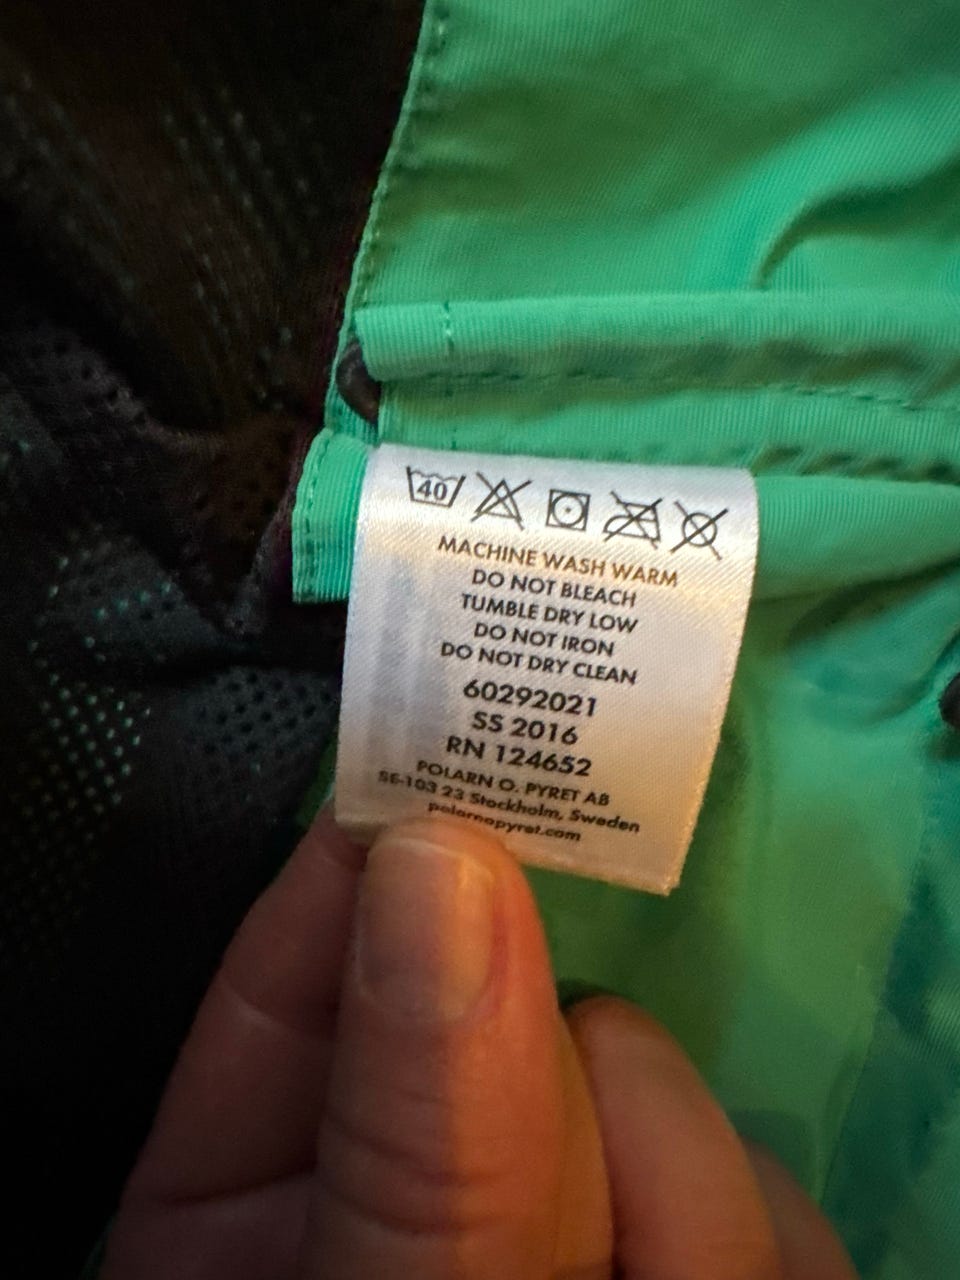 40
MACHINE WASH WARM
DO NOT BLEACH
TUMBLE DRY LOW
DO NOT IRON
DO NOT DRY CLEAN
60292021
SS 2016
RN 124652
POLARN O. PYRET AB
SE-103 23 Stockholm, Sweden
polarnopyret.com